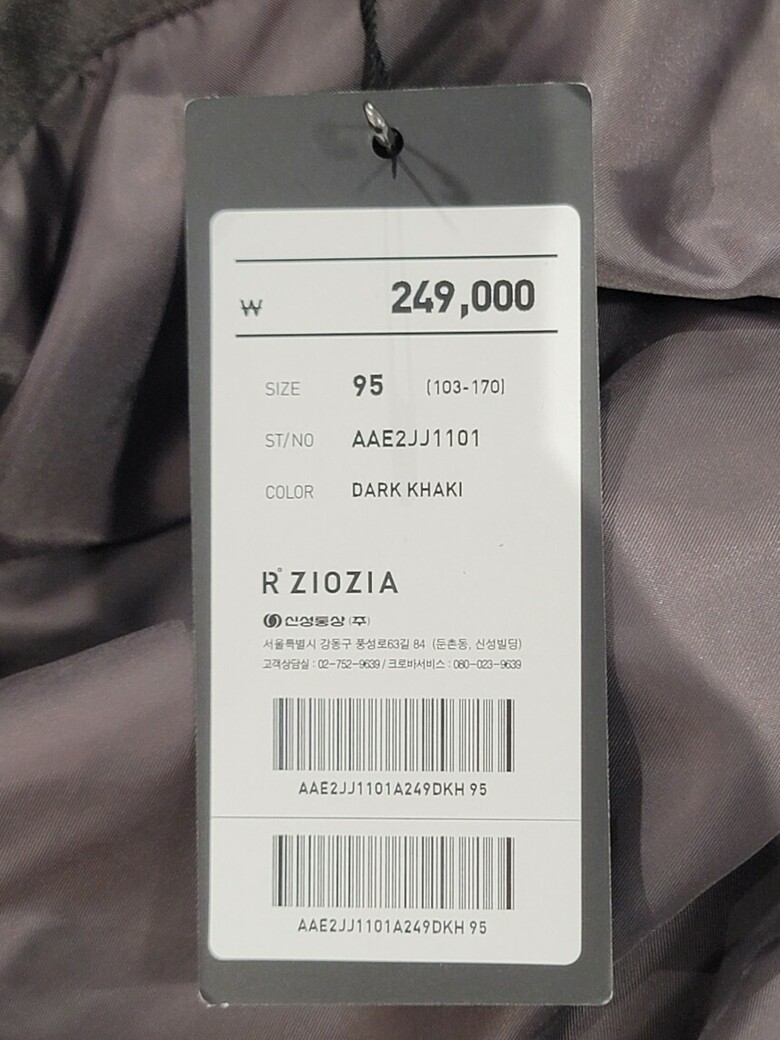 ₩ 249,000
SIZE 95 (103-170)
ST/NO AAE2JJ1101
COLOR DARK KHAKI
R° ZIOZIA
신성통상 (주)
서울특별시 강동구 풍성로63길 84 (둔촌동, 신성빌딩)
고객상담실 : 02-752-9639 / 크로바서비스 : 080-023-9639
AAE2JJ1101A249DKH 95
AAE2JJ1101A249DKH 95